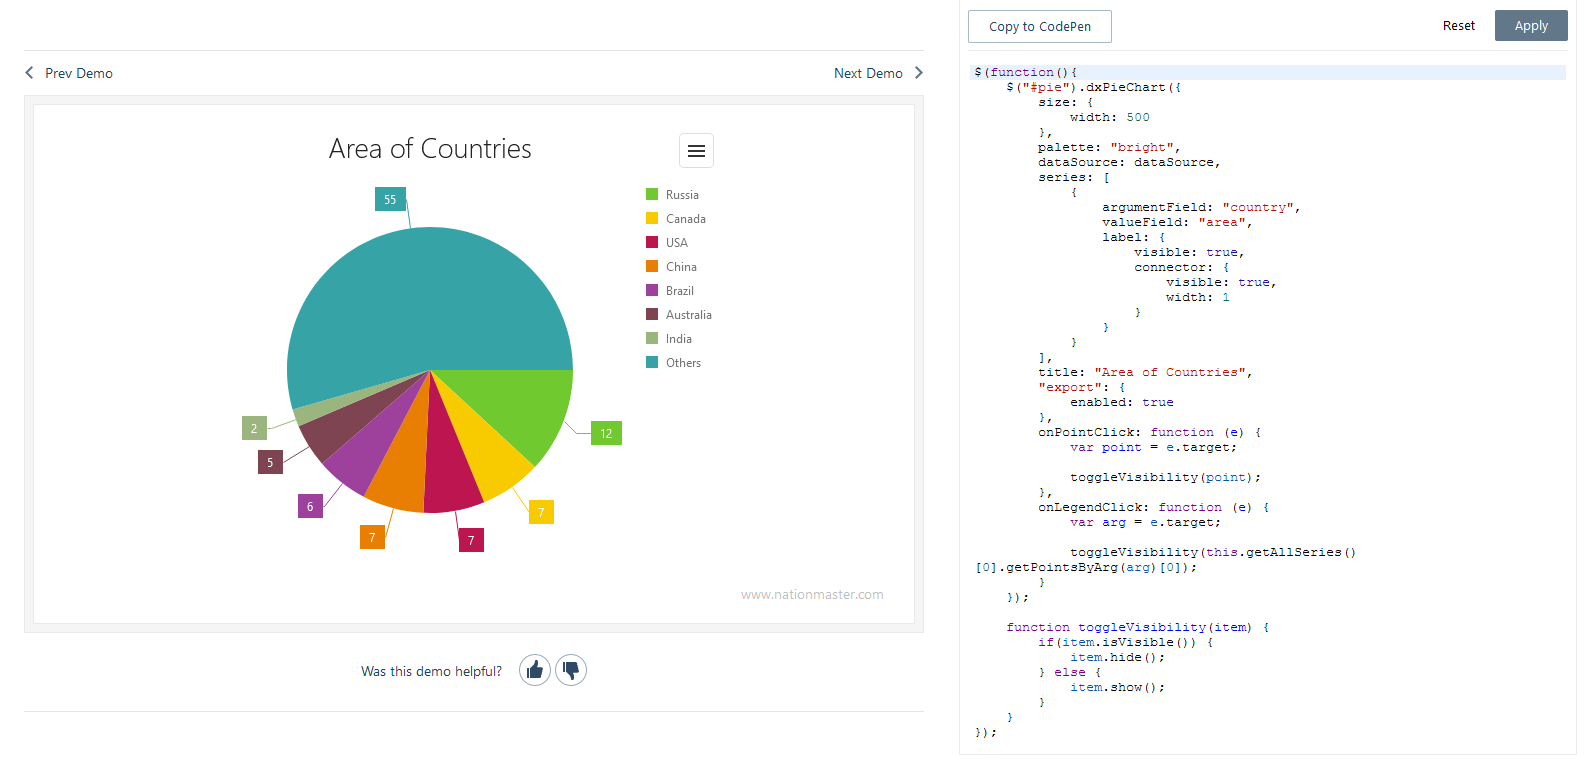 Prev Demo
Next Demo
Area of Countries
55
2
5
6
7
7
7
12
Russia
Canada
USA
China
Brazil
Australia
India
Others
www.nationmaster.com
Was this demo helpful?
Copy to CodePen
Reset
Apply
$(function(){
    $("#pie").dxPieChart({
        size: {
            width: 500
        },
        palette: "bright",
        dataSource: dataSource,
        series: [
            {
                argumentField: "country",
                valueField: "area",
                label: {
                    visible: true,
                    connector: {
                        visible: true,
                        width: 1
                    }
                }
            }
        ],
        title: "Area of Countries",
        "export": {
            enabled: true
        },
        onPointClick: function (e) {
            var point = e.target;
            toggleVisibility(point);
        },
        onLegendClick: function (e) {
            var arg = e.target;
            toggleVisibility(this.getAllSeries()
[0].getPointsByArg(arg)[0]);
        }
    });
    function toggleVisibility(item) {
        if(item.isVisible()) {
            item.hide();
        } else {
            item.show();
        }
    }
});